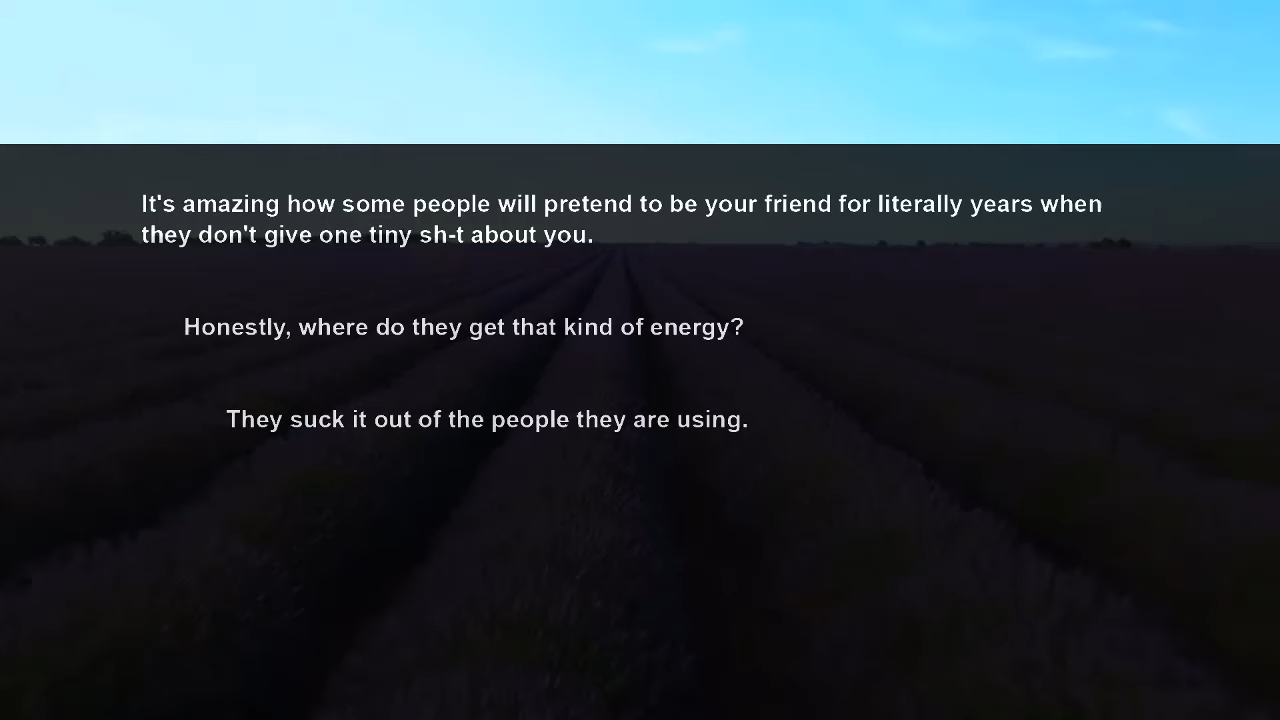 It's amazing how some people will pretend to be your friend for literally years when
they don't give one tiny sh-t about you.
Honestly, where do they get that kind of energy?
They suck it out of the people they are using.